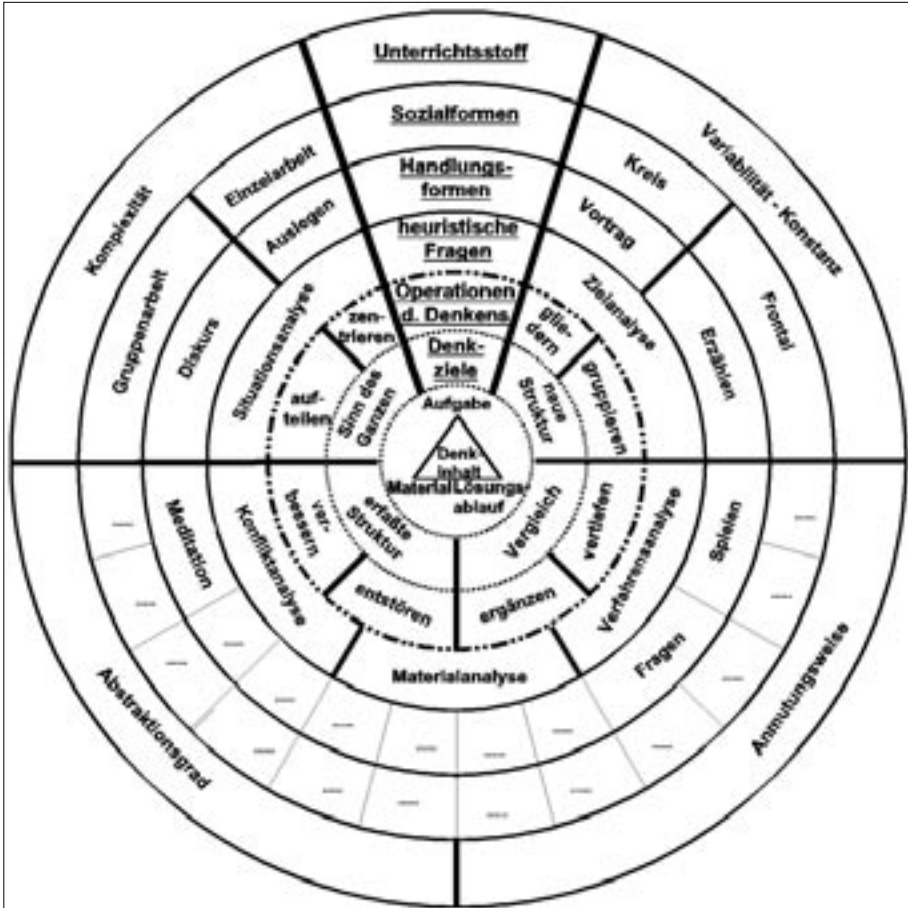 Unterrichtsstoff
Sozialformen
Handlungs-
formen
heuristische
Fragen
Operationen
d. Denkens
Denk-
ziele
Aufgabe
Denk-
inhalt
Material
Lösungs-
ablauf
Komplexität
Variabilität - Konstanz
Anmutungsweise
Abstraktionsgrad
Gruppenarbeit
Einzelarbeit
Kreis
Frontal
Diskurs
Auslegen
Vortrag
Erzählen
Spielen
Fragen
Meditation
Situationsanalyse
Zielanalyse
Verfahrensanalyse
Materialanalyse
Konfliktanalyse
auf-
teilen
zen-
trieren
glie-
dern
gruppieren
vertiefen
ergänzen
entstören
ver-
bessern
Sinn des
Ganzen
neue
Struktur
Vergleich
erfaßte
Struktur